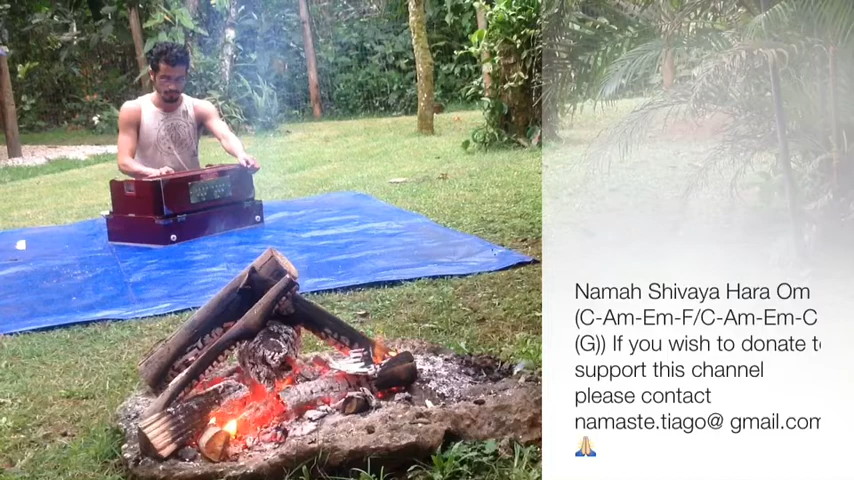 Namah Shivaya Hara Om
(C-Am-Em-F/C-Am-Em-C
(G)) If you wish to donate t
support this channel
please contact
namaste.tiago@ gmail.com
🙏